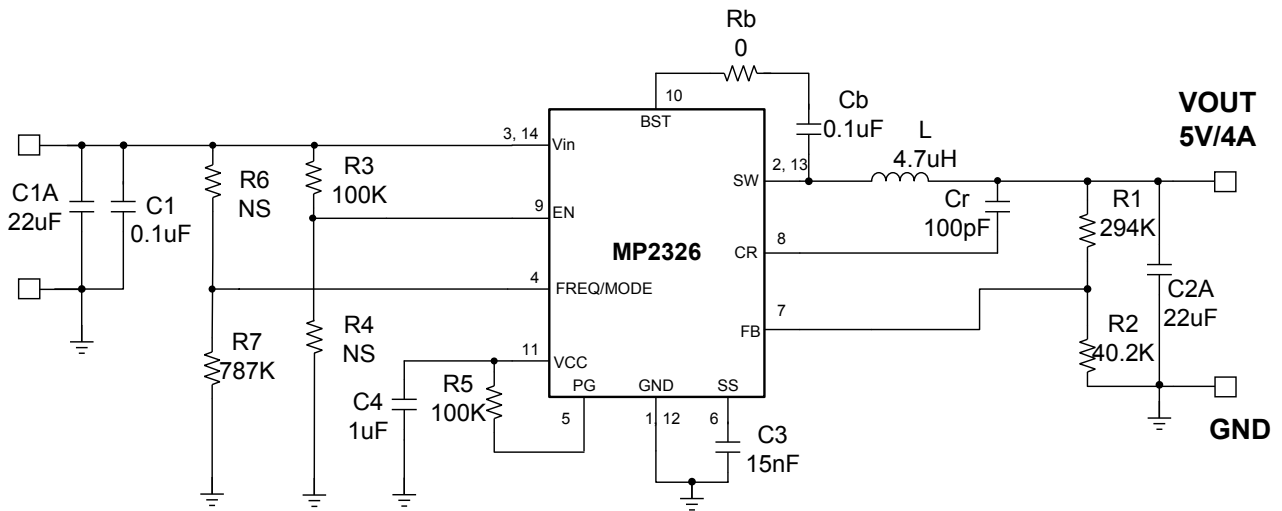 Rb
0
10
BST
Cb
0.1uF
VOUT
5V/4A
3, 14
Vin
L
4.7uH
2, 13
SW
R6
NS
R3
100K
C1A
22uF
C1
0.1uF
Cr
100pF
R1
294K
9
EN
MP2326
8
CR
4
FREQ/MODE
C2A
22uF
7
FB
R7
787K
R4
NS
R2
40.2K
11
VCC
R5
100K
PG
GND
SS
C4
1uF
5
1, 12
6
C3
15nF
GND